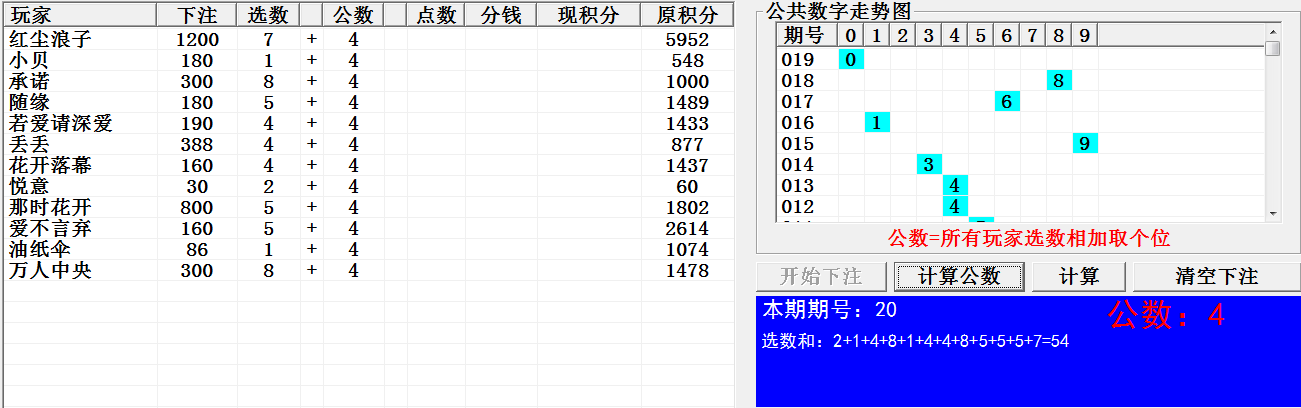 玩家 下注 选数 公数 点数 分钱 现积分 原积分
红尘浪子 1200 7 + 4 5952
小贝 180 1 + 4 548
承诺 300 8 + 4 1000
随缘 180 5 + 4 1489
若爱请深爱 190 4 + 4 1433
丢丢 388 4 + 4 877
花开落幕 160 4 + 4 1437
悦意 30 2 + 4 60
那时花开 800 5 + 4 1802
爱不言弃 160 5 + 4 2614
油纸伞 86 1 + 4 1074
万人中央 300 8 + 4 1478
公共数字走势图
期号 0 1 2 3 4 5 6 7 8 9
019 0
018 8
017 6
016 1
015 9
014 3
013 4
012 4
公数=所有玩家选数相加取个位
开始下注 计算公数 计算 清空下注
本期期号：20
公数：4
选数和：2+1+4+8+1+4+4+8+5+5+5+7=54